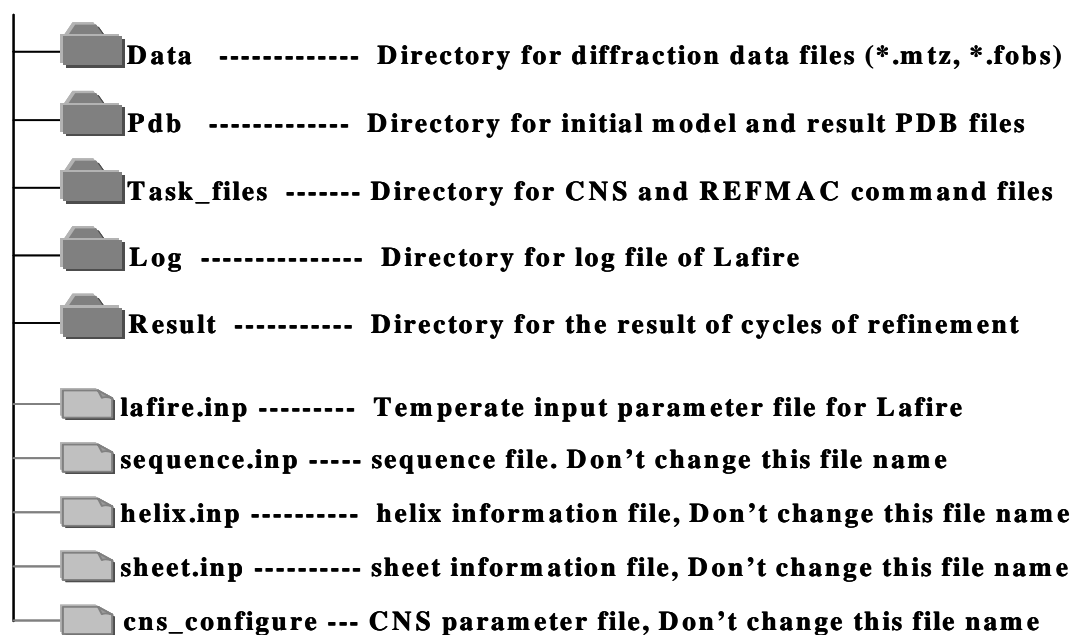 Data ------------- Directory for diffraction data files (*.mtz, *.fobs)
Pdb ------------- Directory for initial model and result PDB files
Task_files ------- Directory for CNS and REFMAC command files
Log --------------- Directory for log file of Lafire
Result ----------- Directory for the result of cycles of refinement
lafire.inp --------- Temperate input parameter file for Lafire
sequence.inp ----- sequence file. Don't change this file name
helix.inp ---------- helix information file, Don't change this file name
sheet.inp ---------- sheet information file, Don't change this file name
cns_configure --- CNS parameter file, Don't change this file name